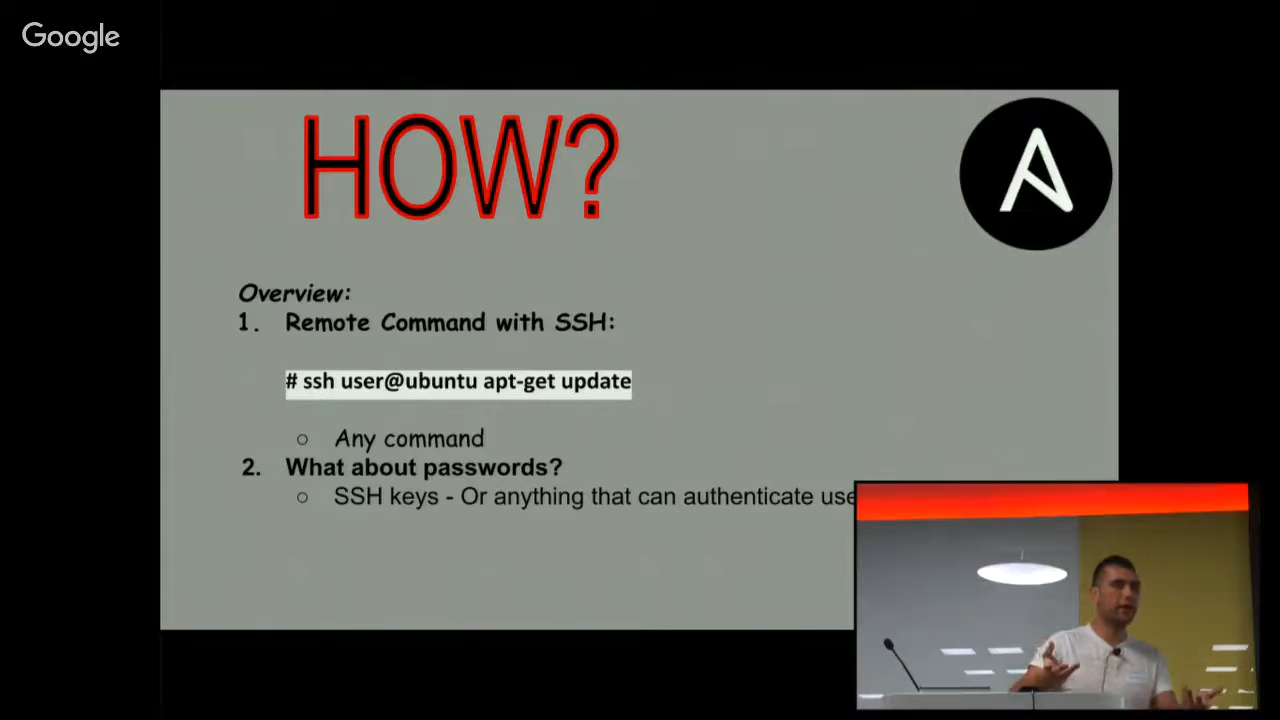 Google
HOW?
Overview:
1. Remote Command with SSH:
# ssh user@ubuntu apt-get update
○ Any command
2. What about passwords?
○ SSH keys - Or anything that can authenticate